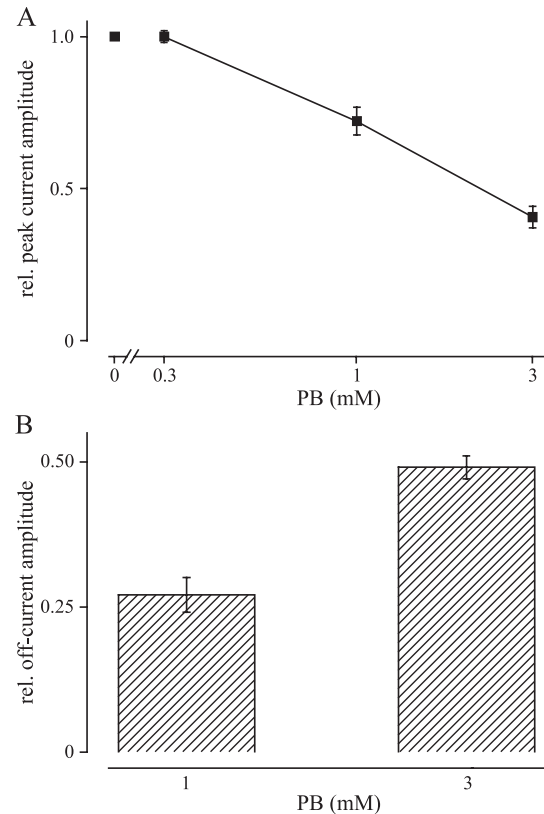 A
rel. peak current amplitude
1.0
0.5
0
0 0.3 1 3
PB (mM)
B
rel. off-current amplitude
0.50
0.25
0
1 3
PB (mM)